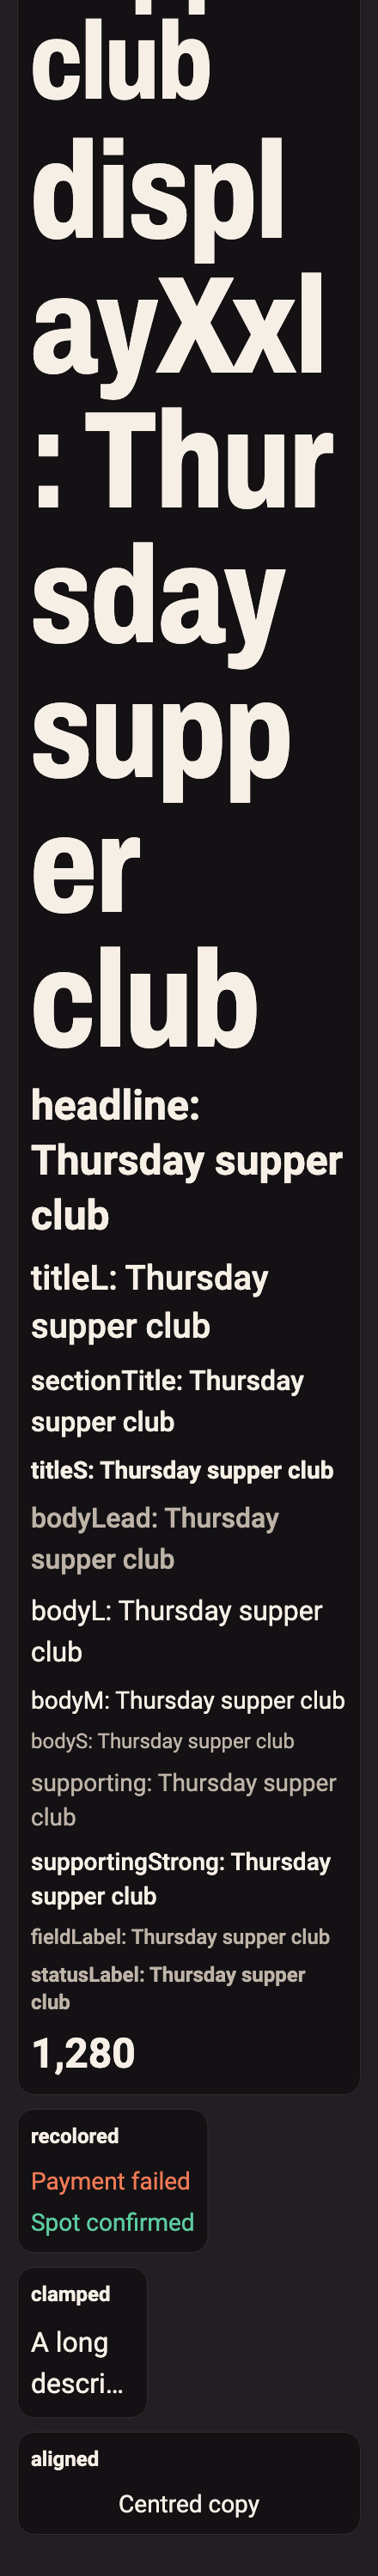 club
displ
ayXxl
: Thur
sday
supp
er
club
headline:
Thursday supper
club
titleL: Thursday
supper club
sectionTitle: Thursday
supper club
titleS: Thursday supper club
bodyLead: Thursday
supper club
bodyL: Thursday supper
club
bodyM: Thursday supper club
bodyS: Thursday supper club
supporting: Thursday supper
club
supportingStrong: Thursday
supper club
fieldLabel: Thursday supper club
statusLabel: Thursday supper
club
1,280
recolored
Payment failed
Spot confirmed
clamped
A long
descri...
aligned
Centred copy